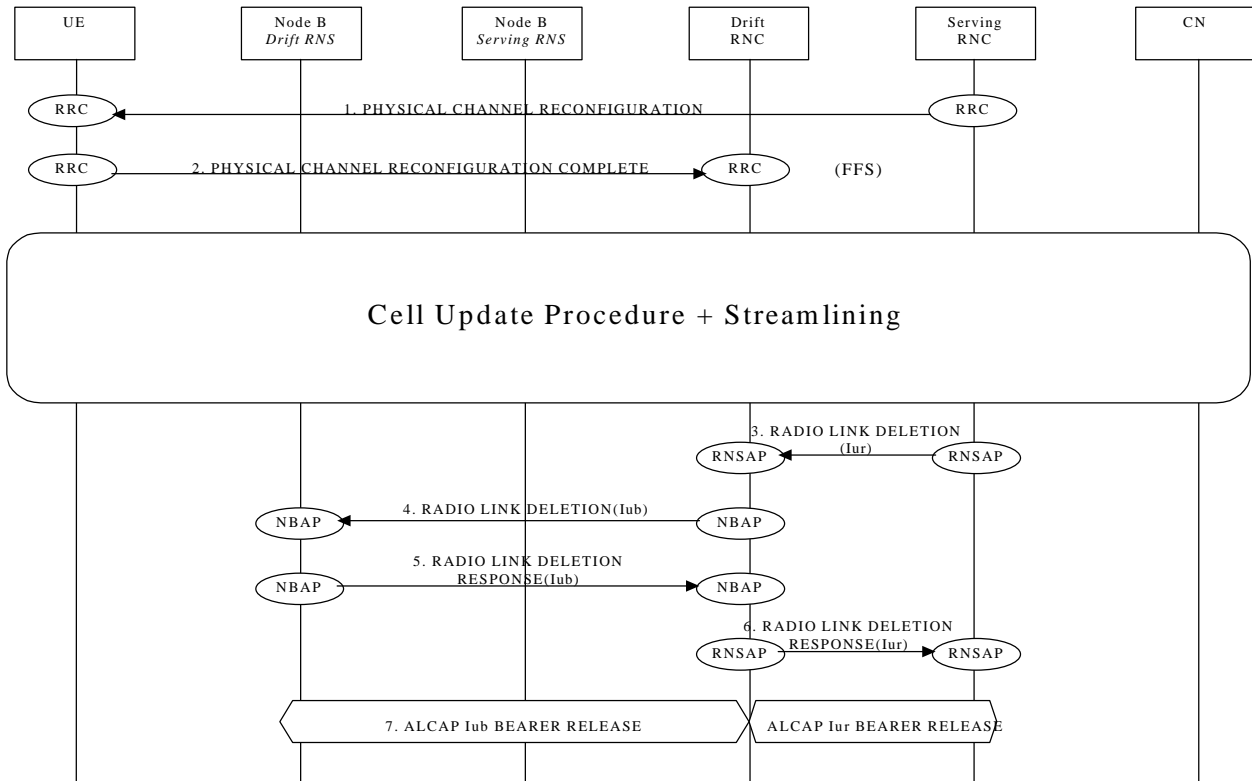 UE
Node B
Drift RNS
Node B
Serving RNS
Drift
RNC
Serving
RNC
CN
RRC
1. PHYSICAL CHANNEL RECONFIGURATION
RRC
RRC
2. PHYSICAL CHANNEL RECONFIGURATION COMPLETE
RRC
(FFS)
Cell Update Procedure + Streamlining
3. RADIO LINK DELETION
(Iur)
RNSAP
RNSAP
4. RADIO LINK DELETION(Iub)
NBAP
NBAP
5. RADIO LINK DELETION
RESPONSE(Iub)
NBAP
NBAP
6. RADIO LINK DELETION
RESPONSE(Iur)
RNSAP
RNSAP
7. ALCAP Iub BEARER RELEASE
ALCAP Iur BEARER RELEASE